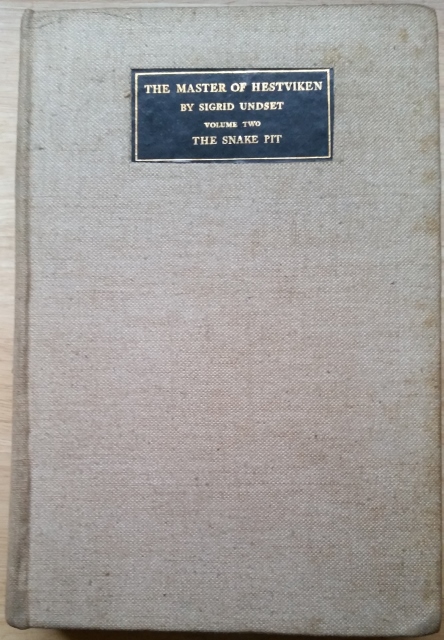 THE MASTER OF HESTVIKEN
BY SIGRID UNDSET
VOLUME TWO
THE SNAKE PIT